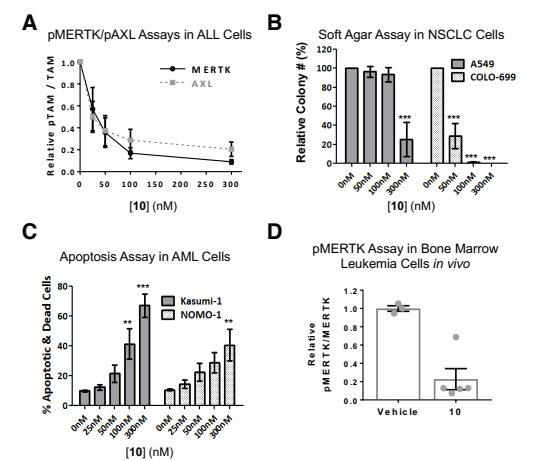 A
pMERTK/pAXL Assays in ALL Cells
Relative pTAM / TAM
1.0
0.8
0.6
0.4
0.2
0.0
MERTK
AXL
0 25 50 100 150 200 250 300
[10] (nM)
B
Soft Agar Assay in NSCLC Cells
Relative Colony # (%)
120
100
80
60
40
20
0
A549
COLO-699
***
***
***
***
0nM 50nM 100nM 300nM 0nM 50nM 100nM 300nM
[10] (nM)
C
Apoptosis Assay in AML Cells
% Apoptotic & Dead Cells
80
60
40
20
0
Kasumi-1
NOMO-1
**
***
**
0nM 25nM 50nM 100nM 300nM 0nM 25nM 50nM 100nM 300nM
[10] (nM)
D
pMERTK Assay in Bone Marrow
Leukemia Cells in vivo
Relative
pMERTK/MERTK
1.2
1.0
0.8
0.6
0.4
0.2
0.0
Vehicle 10